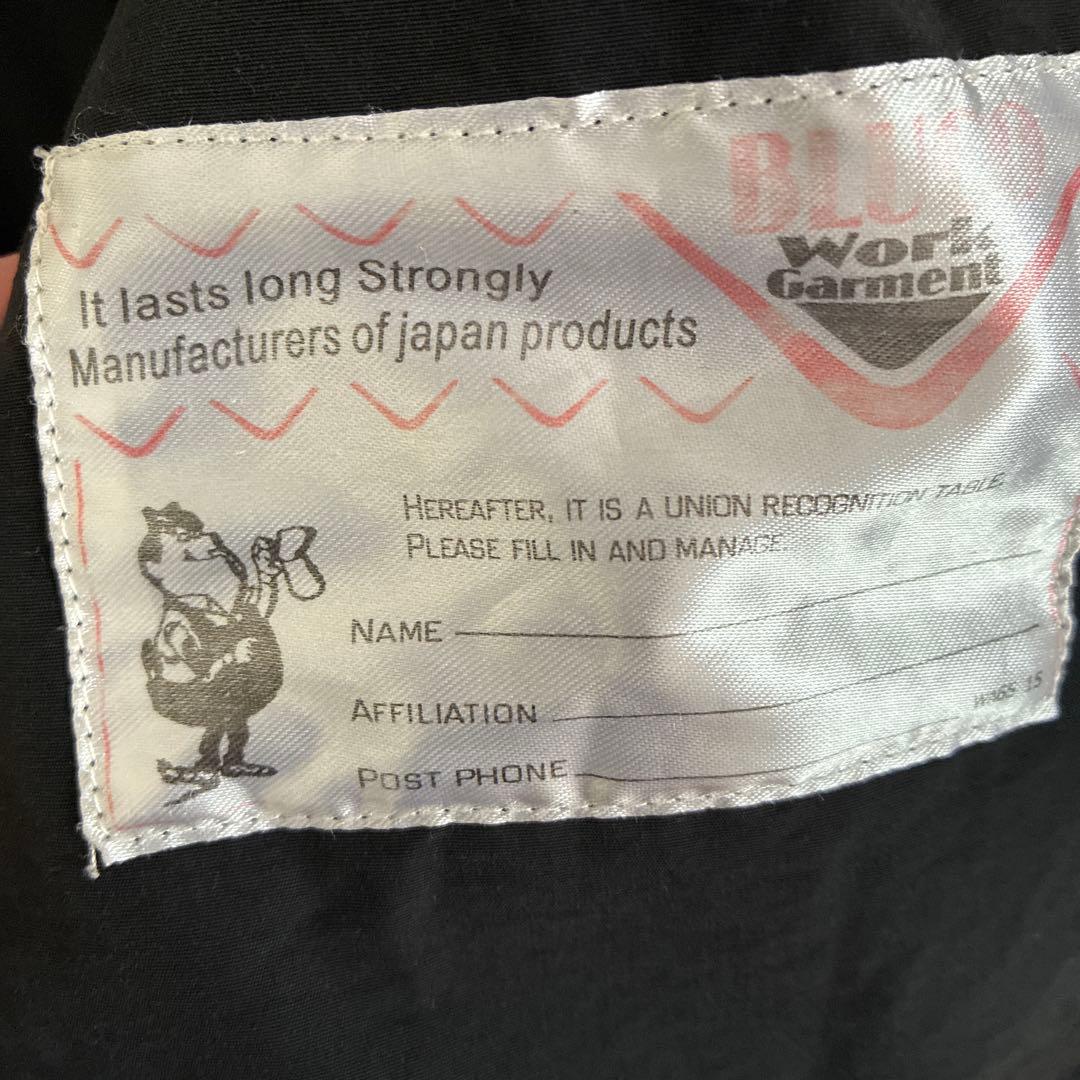 Work
Garment
It lasts long Strongly
Manufacturers of japan products
HEREAFTER, IT IS A UNION RECOGNITION TABLE
PLEASE FILL IN AND MANAGE.
NAME
AFFILIATION
POST PHONE